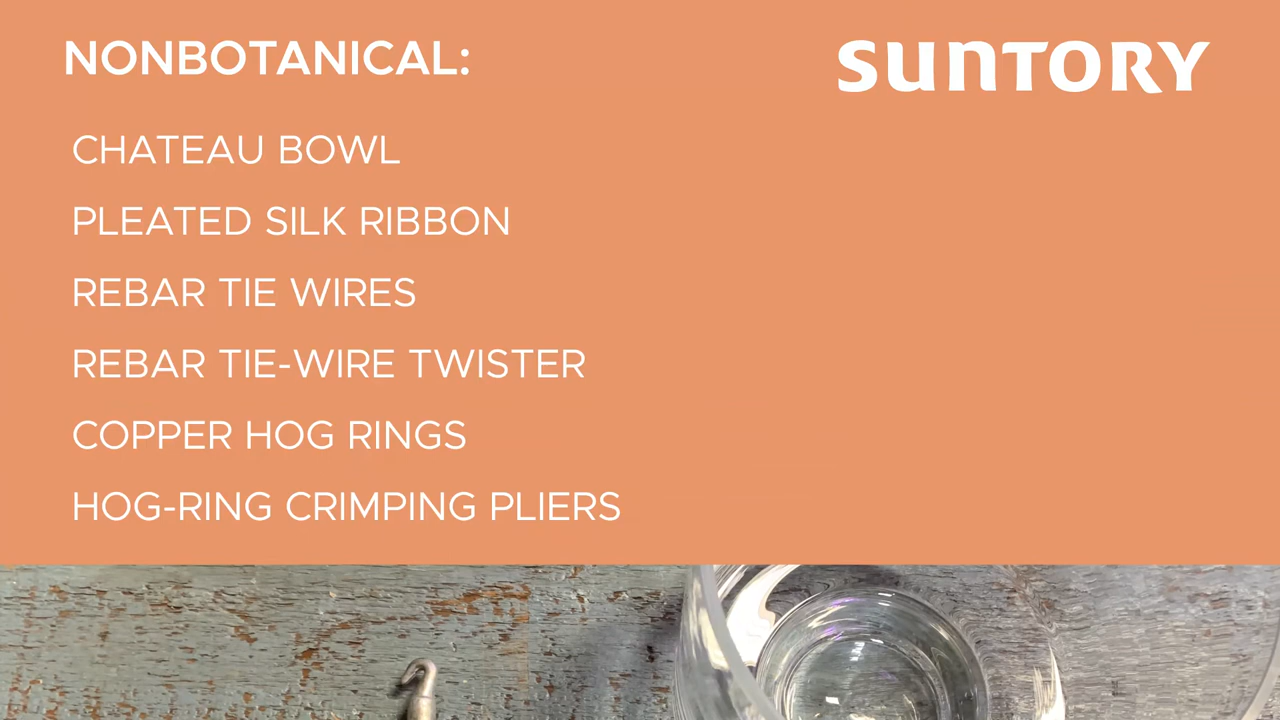 NONBOTANICAL:
SUNTORY
CHATEAU BOWL
PLEATED SILK RIBBON
REBAR TIE WIRES
REBAR TIE-WIRE TWISTER
COPPER HOG RINGS
HOG-RING CRIMPING PLIERS